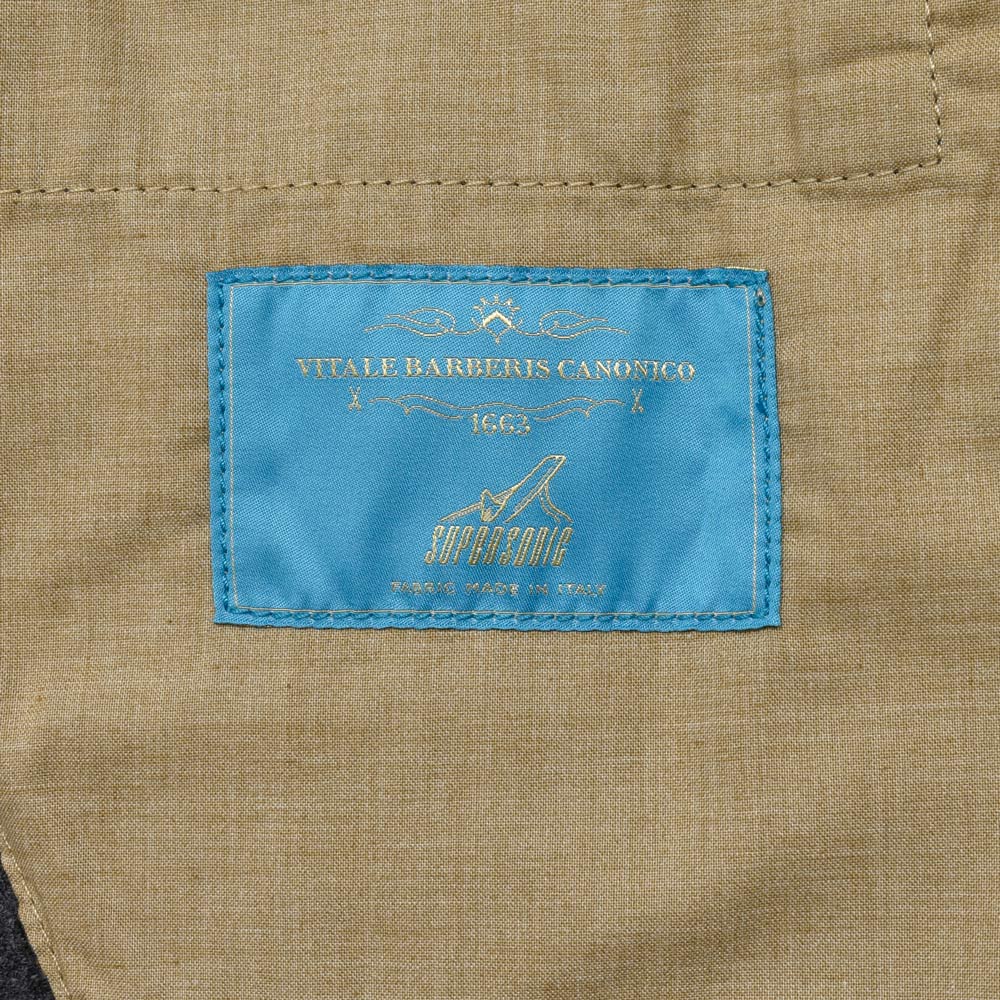 VITALE BARBERIS CANONICO
1663
SUPERSONIC
FABRIC MADE IN ITALY